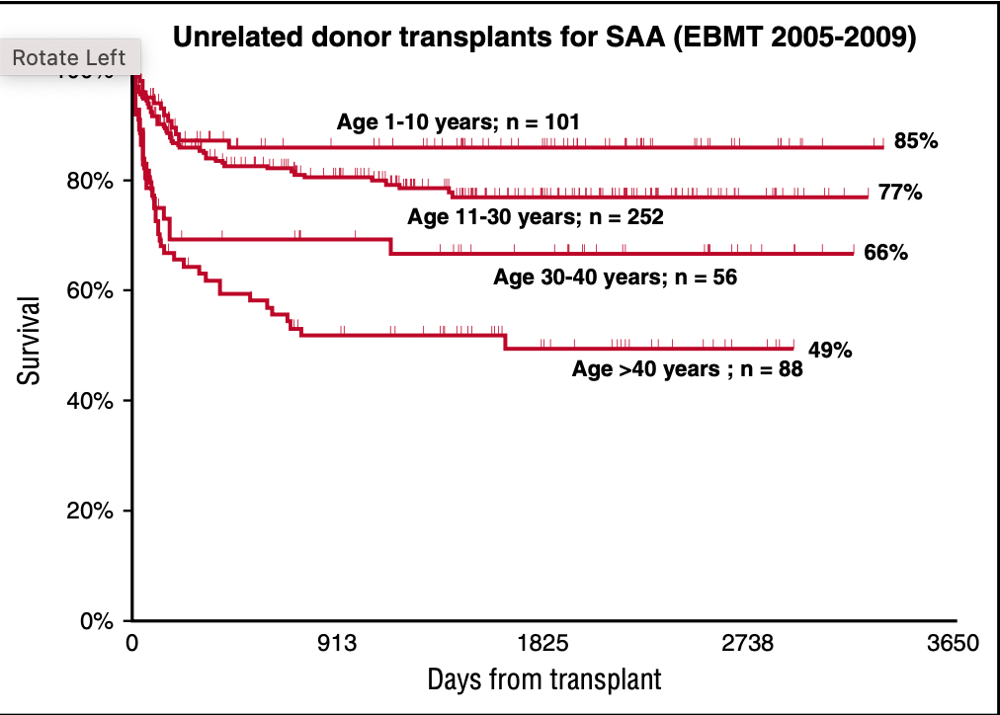 Unrelated donor transplants for SAA (EBMT 2005-2009)
Rotate Left
Age 1-10 years; n = 101
85%
80%
77%
Age 11-30 years; n = 252
66%
Age 30-40 years; n = 56
60%
49%
Age >40 years ; n = 88
40%
20%
0%
Survival
0 913 1825 2738 3650
Days from transplant